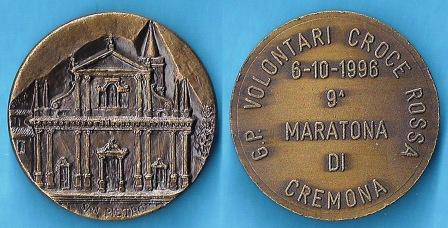 G.P. VOLONTARI CROCE ROSSA
6-10-1996
9ª
MARATONA
DI
CREMONA